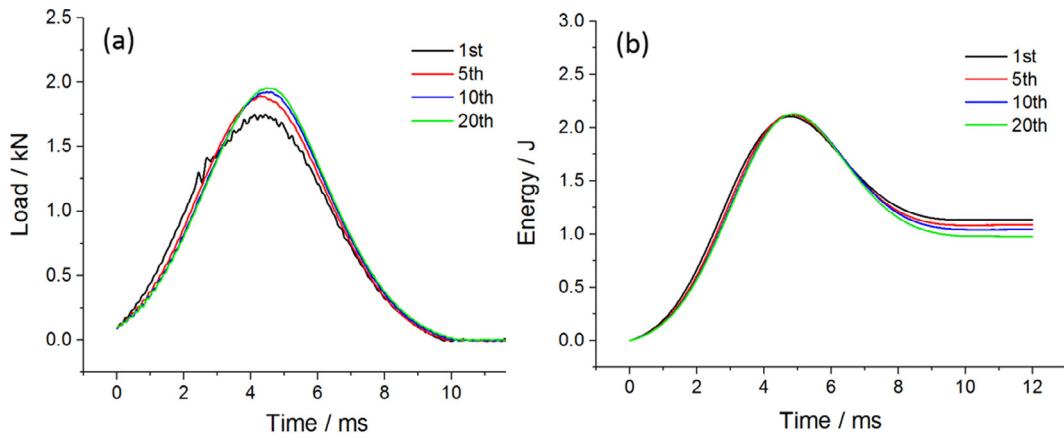 (a)
2.5
2.0
1.5
1.0
0.5
0.0
Load / kN
1st
5th
10th
20th
0 2 4 6 8 10
Time / ms
(b)
3.0
2.5
2.0
1.5
1.0
0.5
0.0
Energy / J
1st
5th
10th
20th
0 2 4 6 8 10 12
Time / ms